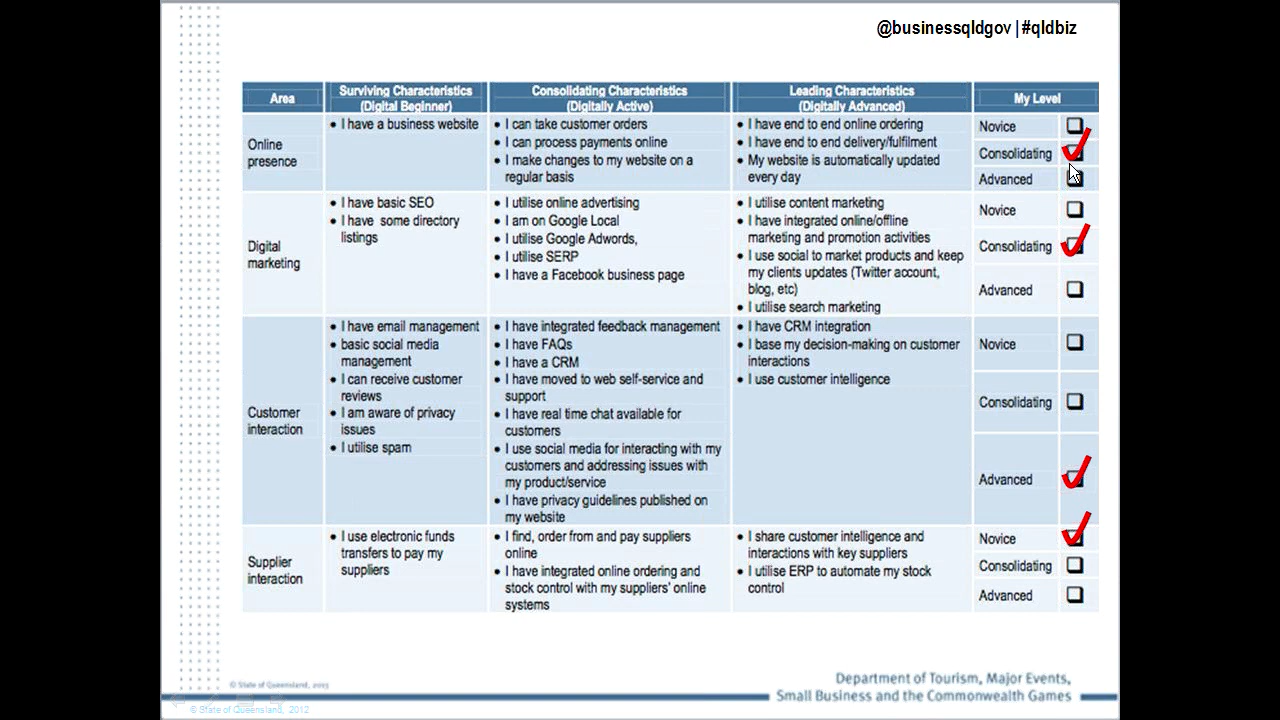 @businessqldgov | #qldbiz
Area
Surviving Characteristics
(Digital Beginner)
Consolidating Characteristics
(Digitally Active)
Leading Characteristics
(Digitally Advanced)
My Level
Online
presence
• I have a business website
• I can take customer orders
• I can process payments online
• I make changes to my website on a
regular basis
• I have end to end online ordering
• I have end to end delivery/fulfilment
• My website is automatically updated
every day
Novice
Consolidating
Advanced
Digital
marketing
• I have basic SEO
• I have some directory
listings
• I utilise online advertising
• I am on Google Local
• I utilise Google Adwords,
• I utilise SERP
• I have a Facebook business page
• I utilise content marketing
• I have integrated online/offline
marketing and promotion activities
• I use social to market products and keep
my clients updates (Twitter account,
blog, etc)
• I utilise search marketing
Novice
Consolidating
Advanced
Customer
interaction
• I have email management
• basic social media
management
• I can receive customer
reviews
• I am aware of privacy
issues
• I utilise spam
• I have integrated feedback management
• I have FAQs
• I have a CRM
• I have moved to web self-service and
support
• I have real time chat available for
customers
• I use social media for interacting with my
customers and addressing issues with
my product/service
• I have privacy guidelines published on
my website
• I have CRM integration
• I base my decision-making on customer
interactions
• I use customer intelligence
Novice
Consolidating
Advanced
Supplier
interaction
• I use electronic funds
transfers to pay my
suppliers
• I find, order from and pay suppliers
online
• I have integrated online ordering and
stock control with my suppliers' online
systems
• I share customer intelligence and
interactions with key suppliers
• I utilise ERP to automate my stock
control
Novice
Consolidating
Advanced
© State of Queensland, 2013
Department of Tourism, Major Events,
Small Business and the Commonwealth Games
© State of Queensland, 2012